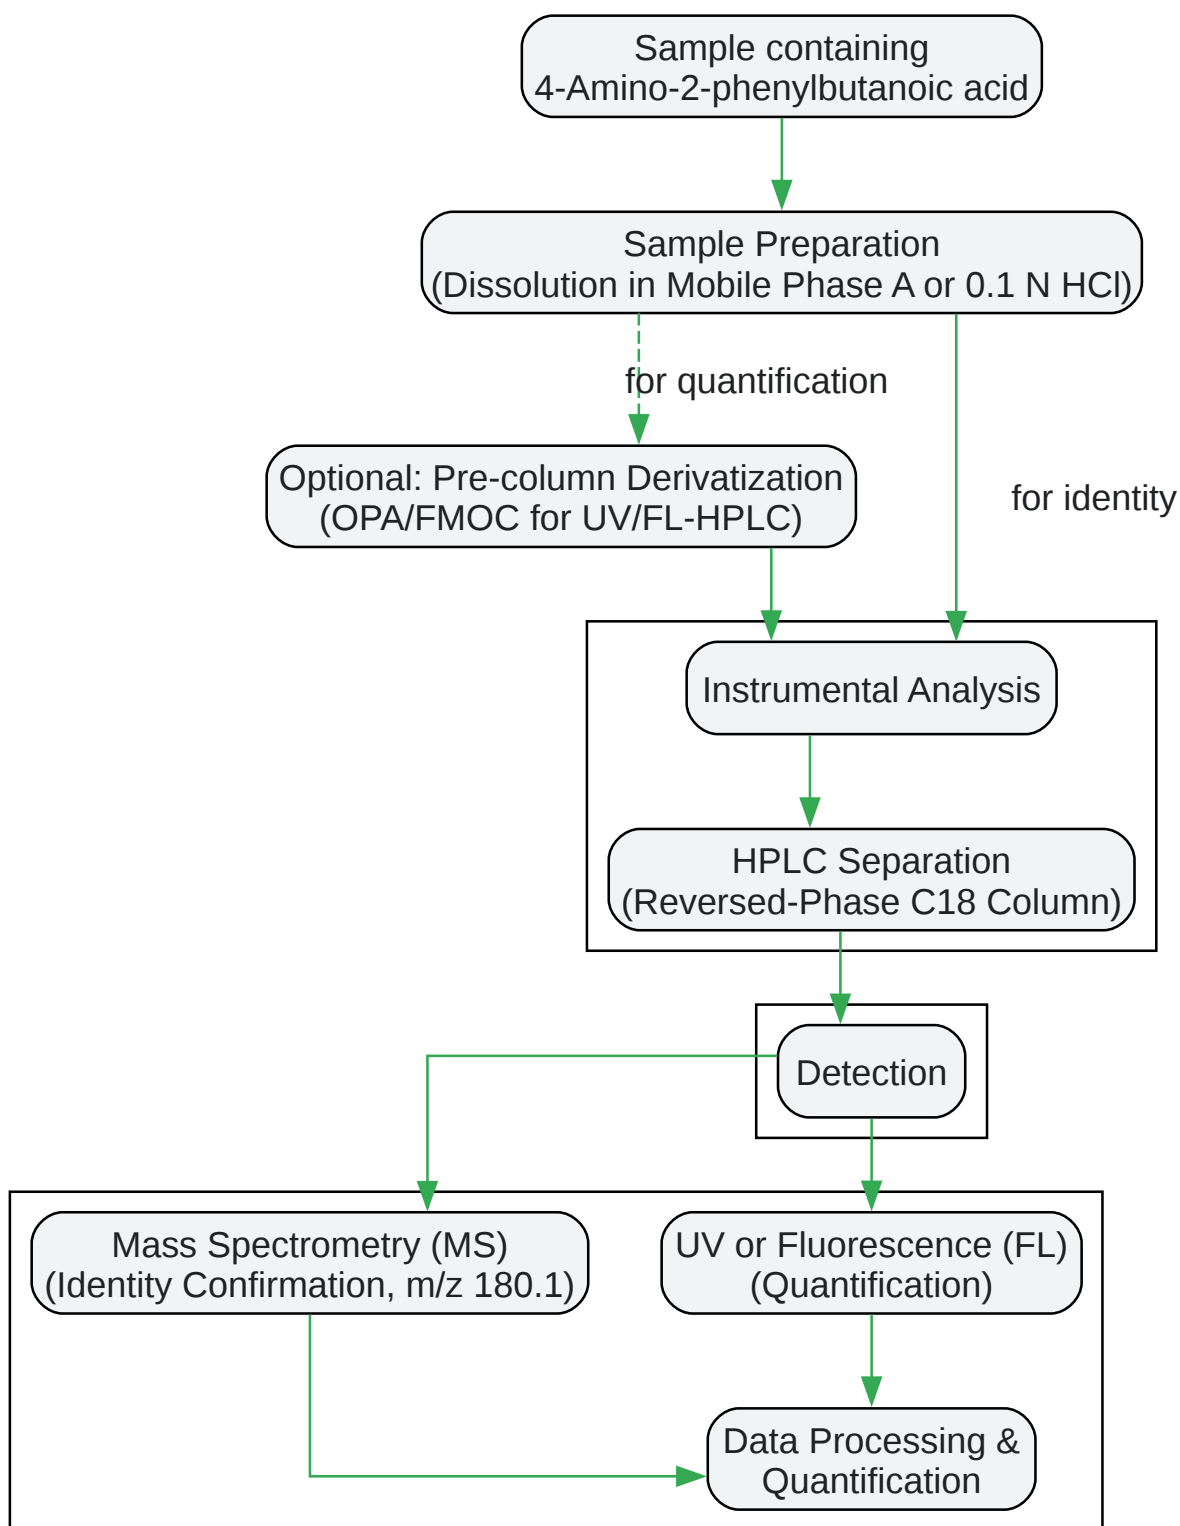 Sample containing
4-Amino-2-phenylbutanoic acid
Sample Preparation
(Dissolution in Mobile Phase A or 0.1 N HCl)
for quantification
Optional: Pre-column Derivatization
(OPA/FMOC for UV/FL-HPLC)
for identity
Instrumental Analysis
HPLC Separation
(Reversed-Phase C18 Column)
Detection
Mass Spectrometry (MS)
(Identity Confirmation, m/z 180.1)
UV or Fluorescence (FL)
(Quantification)
Data Processing &
Quantification